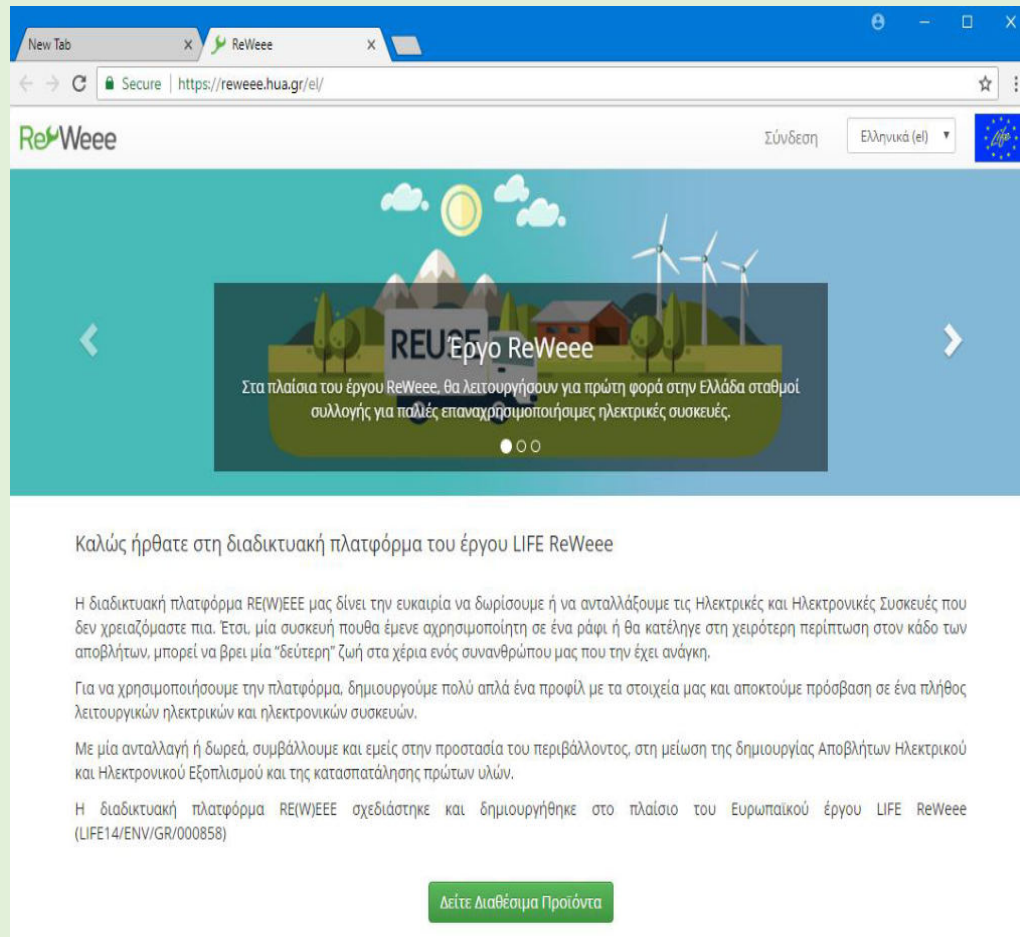 New Tab
ReWeee
Secure | https://reweee.hua.gr/el/
ReWeee
Σύνδεση
Ελληνικά (el)
Life
REUSE
Έργο ReWeee
Στα πλαίσια του έργου ReWeee, θα λειτουργήσουν για πρώτη φορά στην Ελλάδα σταθμοί
συλλογής για παλιές επαναχρησιμοποιήσιμες ηλεκτρικές συσκευές.
Καλώς ήρθατε στη διαδικτυακή πλατφόρμα του έργου LIFE ReWeee
Η διαδικτυακή πλατφόρμα RE(W)EEE μας δίνει την ευκαιρία να δωρίσουμε ή να ανταλλάξουμε τις Ηλεκτρικές και Ηλεκτρονικές Συσκευές που
δεν χρειαζόμαστε πια. Έτσι, μία συσκευή πουθα έμενε αχρησιμοποίητη σε ένα ράφι ή θα κατέληγε στη χειρότερη περίπτωση στον κάδο των
αποβλήτων, μπορεί να βρει μία “δεύτερη” ζωή στα χέρια ενός συνανθρώπου μας που την έχει ανάγκη.
Για να χρησιμοποιήσουμε την πλατφόρμα, δημιουργούμε πολύ απλά ένα προφίλ με τα στοιχεία μας και αποκτούμε πρόσβαση σε ένα πλήθος
λειτουργικών ηλεκτρικών και ηλεκτρονικών συσκευών.
Με μία ανταλλαγή ή δωρεά, συμβάλλουμε και εμείς στην προστασία του περιβάλλοντος, στη μείωση της δημιουργίας Αποβλήτων Ηλεκτρικού
και Ηλεκτρονικού Εξοπλισμού και της κατασπατάλησης πρώτων υλών.
Η διαδικτυακή πλατφόρμα RE(W)EEE σχεδιάστηκε και δημιουργήθηκε στο πλαίσιο του Ευρωπαϊκού έργου LIFE ReWeee
(LIFE14/ENV/GR/000858)
Δείτε Διαθέσιμα Προϊόντα